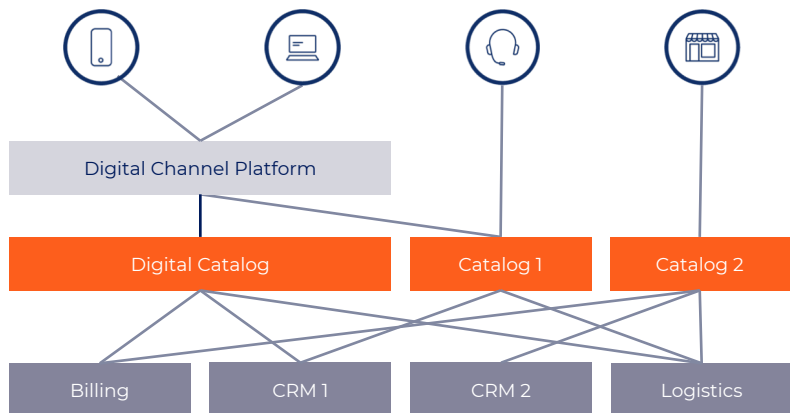 Digital Channel Platform
Digital Catalog
Catalog 1
Catalog 2
Billing
CRM 1
CRM 2
Logistics